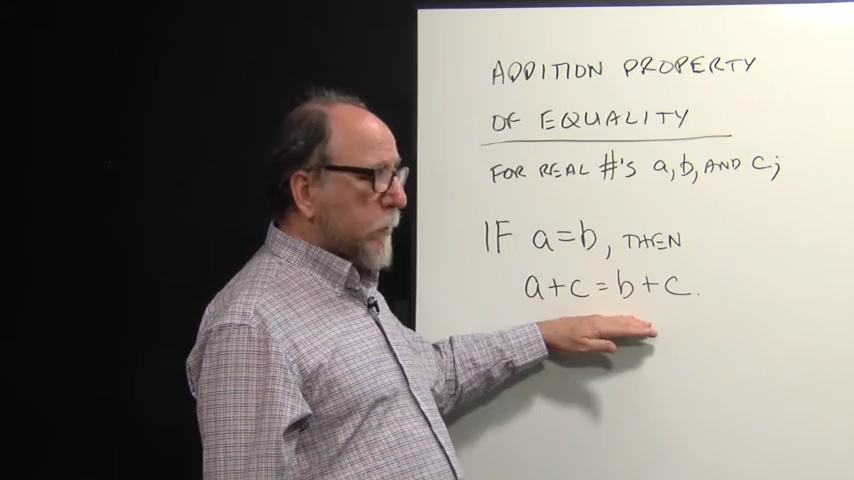 ADDITION PROPERTY
OF EQUALITY
FOR REAL #'S a, b, AND c;
IF a=b, THEN
a+c=b+c.